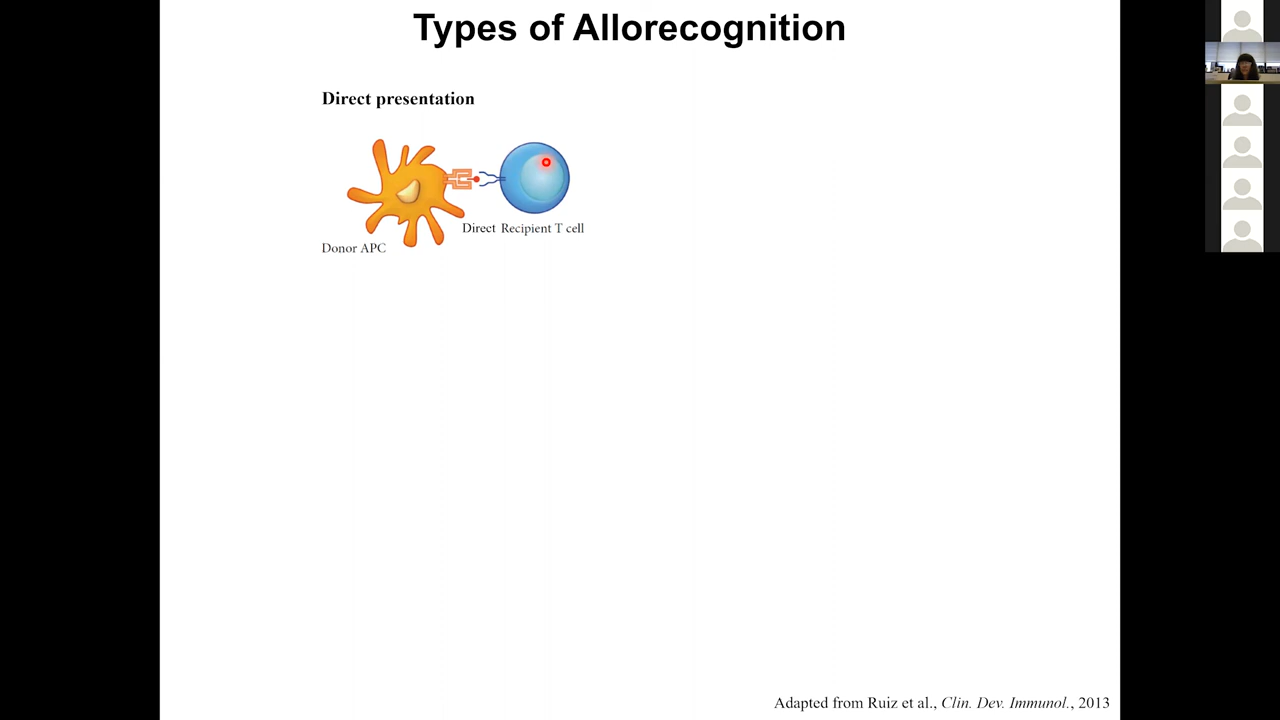 Types of Allorecognition
Direct presentation
Direct Recipient T cell
Donor APC
Adapted from Ruiz et al., Clin. Dev. Immunol., 2013